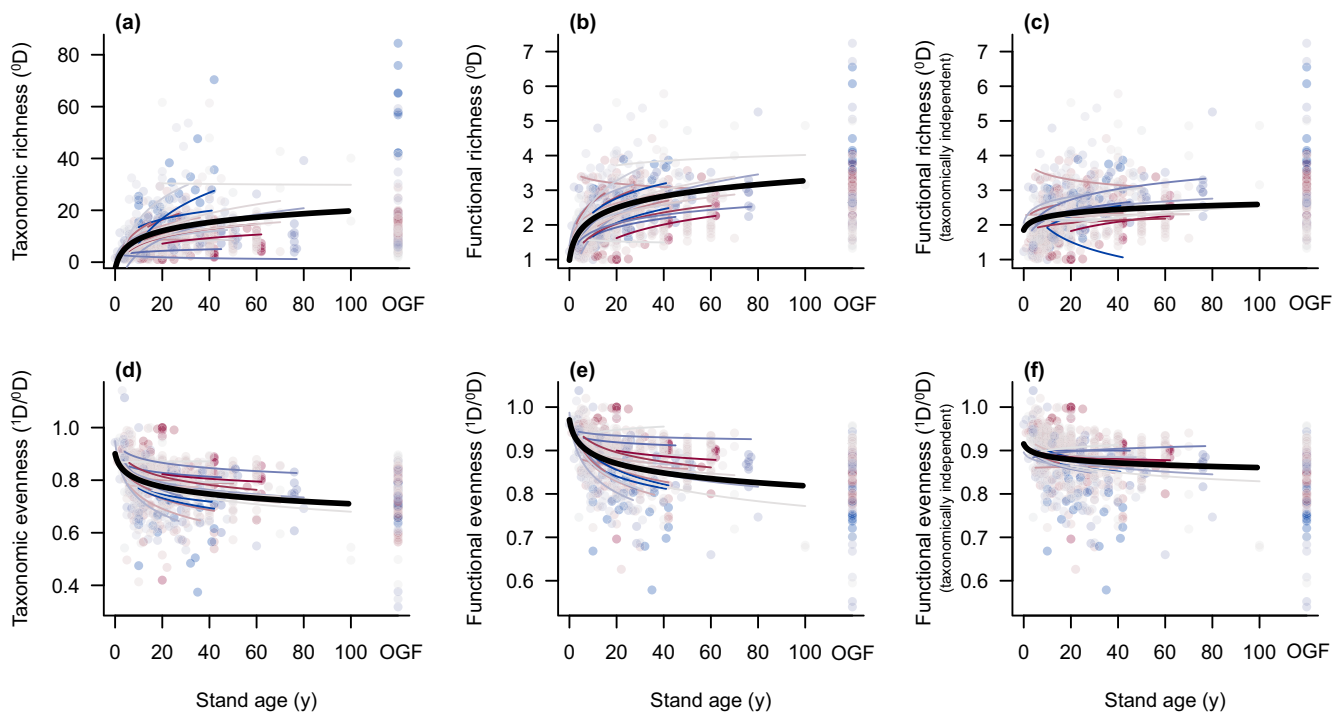 (a)
Taxonomic richness (⁰D)
80
60
40
20
0
0 20 40 60 80 100 OGF
(b)
Functional richness (⁰D)
7
6
5
4
3
2
1
0 20 40 60 80 100 OGF
(c)
Functional richness (⁰D)
(taxonomically independent)
7
6
5
4
3
2
1
0 20 40 60 80 100 OGF
(d)
Taxonomic evenness (¹D/⁰D)
1.0
0.8
0.6
0.4
0 20 40 60 80 100 OGF
Stand age (y)
(e)
Functional evenness (¹D/⁰D)
1.0
0.9
0.8
0.7
0.6
0 20 40 60 80 100 OGF
Stand age (y)
(f)
Functional evenness (¹D/⁰D)
(taxonomically independent)
1.0
0.9
0.8
0.7
0.6
0 20 40 60 80 100 OGF
Stand age (y)